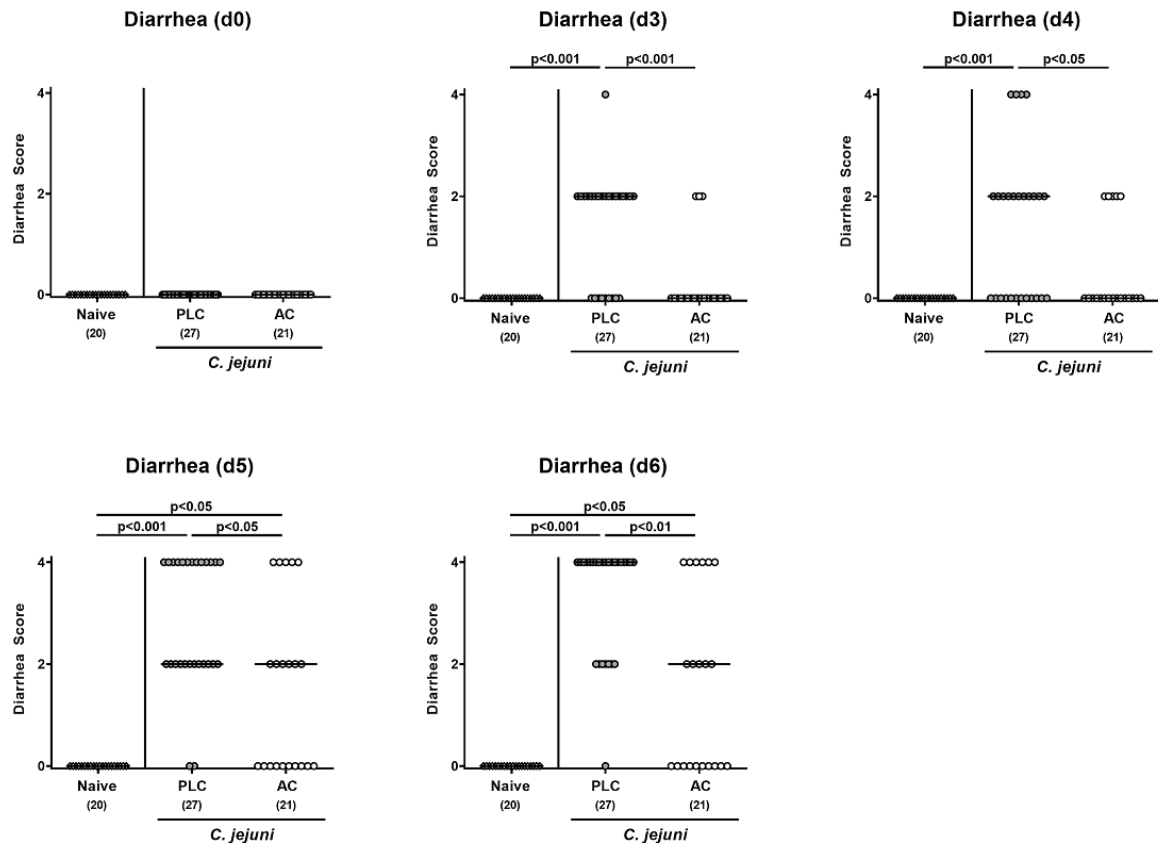 Diarrhea (d0)
Diarrhea Score
4
2
0
Naive PLC AC
(20) (27) (21)
C. jejuni
Diarrhea (d3)
p<0.001 p<0.001
Diarrhea Score
4
2
0
Naive PLC AC
(20) (27) (21)
C. jejuni
Diarrhea (d4)
p<0.001 p<0.05
Diarrhea Score
4
2
0
Naive PLC AC
(20) (27) (21)
C. jejuni
Diarrhea (d5)
p<0.05
p<0.001 p<0.05
Diarrhea Score
4
2
0
Naive PLC AC
(20) (27) (21)
C. jejuni
Diarrhea (d6)
p<0.05
p<0.001 p<0.01
Diarrhea Score
4
2
0
Naive PLC AC
(20) (27) (21)
C. jejuni